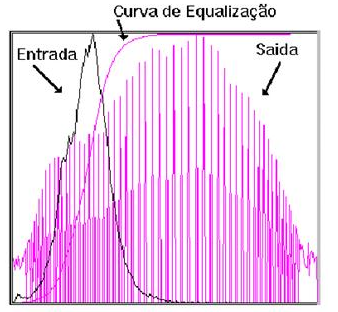 Curva de Equalização
Entrada
Saida